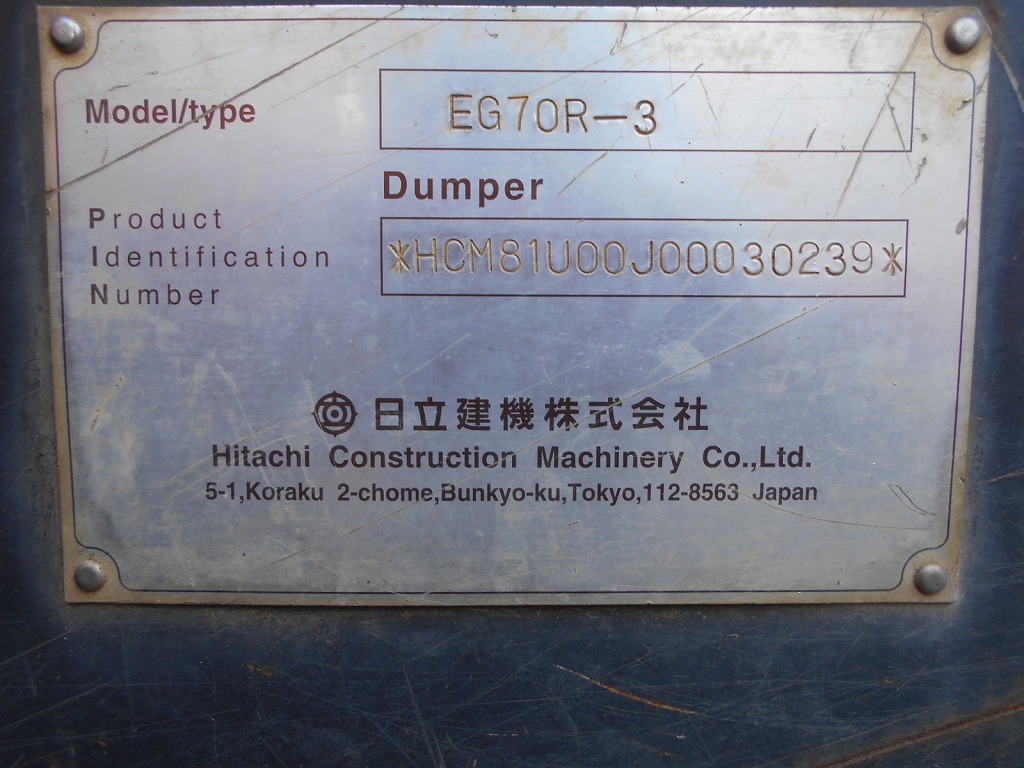 Model/type EG70R-3
Dumper
Product
Identification *HCM81U00J00030239*
Number
日立建機株式会社
Hitachi Construction Machinery Co.,Ltd.
5-1,Koraku 2-chome,Bunkyo-ku,Tokyo,112-8563 Japan